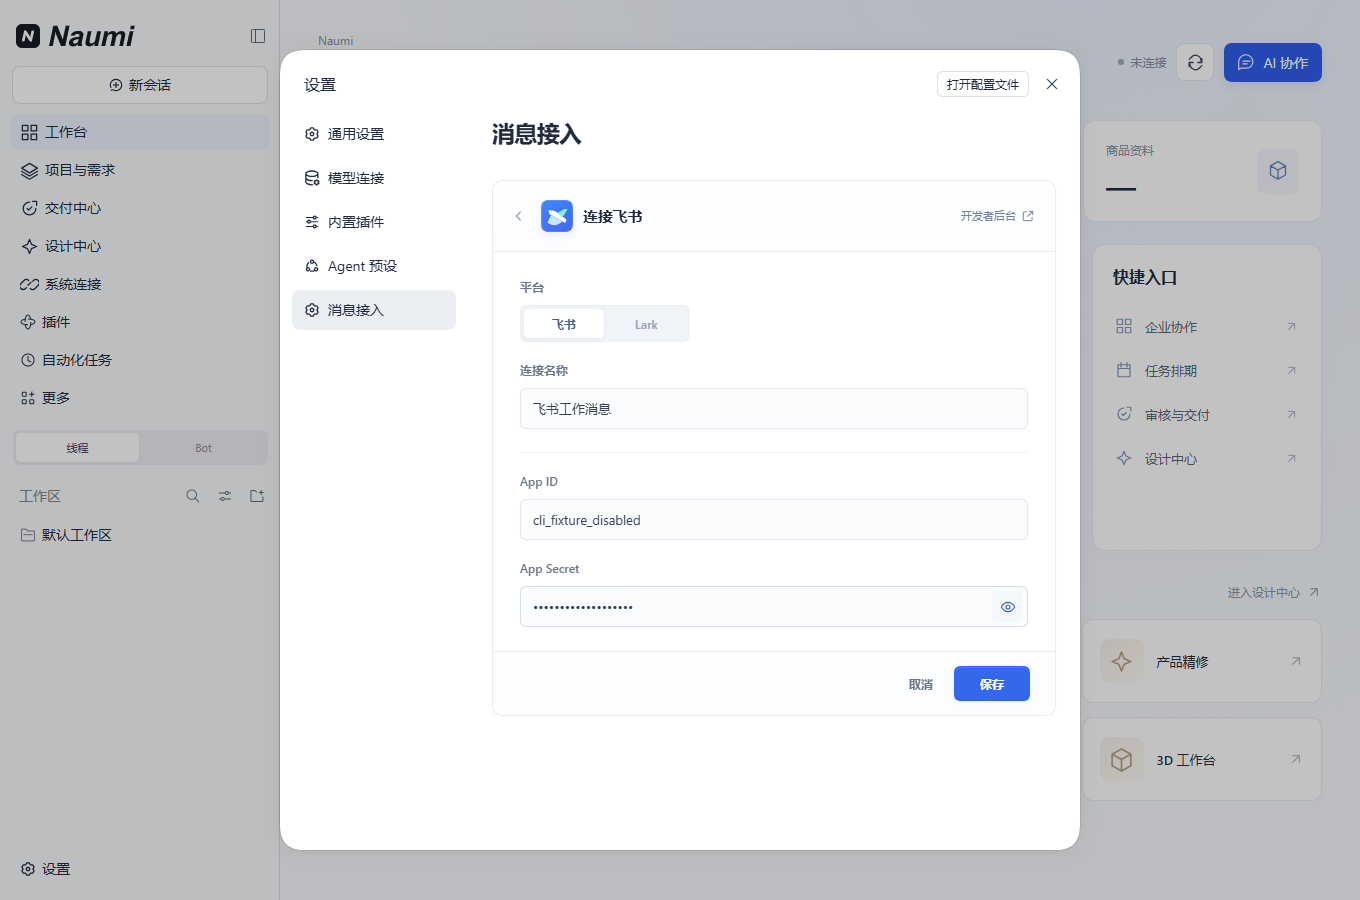 Naumi
新会话
工作台
项目与需求
交付中心
设计中心
系统连接
插件
自动化任务
更多
线程
Bot
工作区
默认工作区
设置
Naumi
未连接
AI 协作
商品资料
—
快捷入口
企业协作
任务排期
审核与交付
设计中心
进入设计中心
产品精修
3D 工作台
设置
打开配置文件
通用设置
模型连接
内置插件
Agent 预设
消息接入
消息接入
连接飞书
开发者后台
平台
飞书
Lark
连接名称
飞书工作消息
App ID
cli_fixture_disabled
App Secret
•••••••••••••••••••
取消
保存